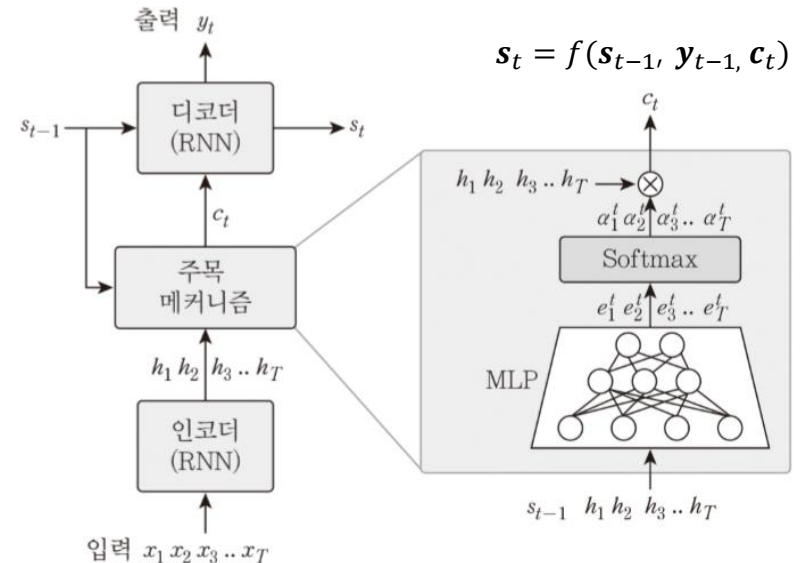 출력 y_t
s_t = f(s_{t-1}, y_{t-1}, c_t)
디코더
(RNN)
s_{t-1}
s_t
c_t
주목
메커니즘
h_1 h_2 h_3 .. h_T
인코더
(RNN)
입력 x_1 x_2 x_3 .. x_T
c_t
h_1 h_2 h_3 .. h_T
⊗
α_1^t α_2^t α_3^t .. α_T^t
Softmax
e_1^t e_2^t e_3^t .. e_T^t
MLP
s_{t-1} h_1 h_2 h_3 .. h_T